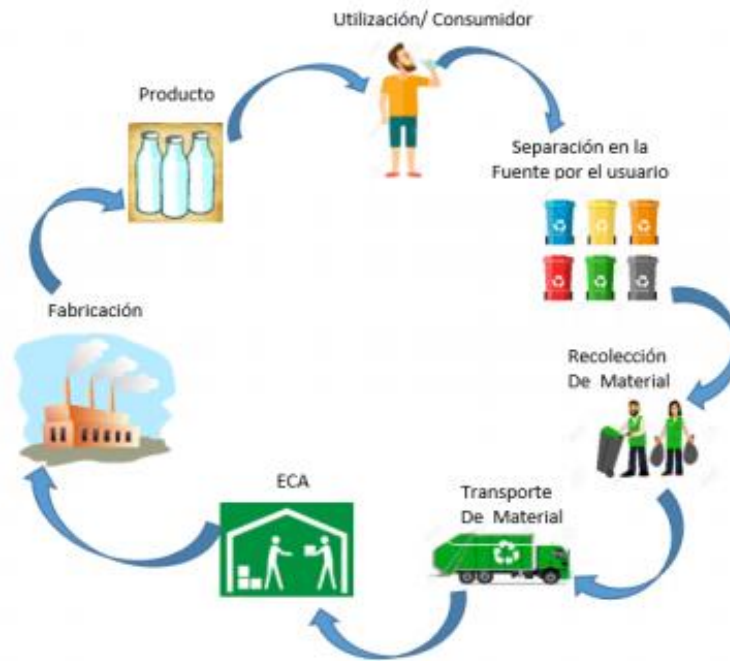 Utilización/ Consumidor
Producto
Separación en la
Fuente por el usuario
Fabricación
Recolección
De Material
ECA
Transporte
De Material